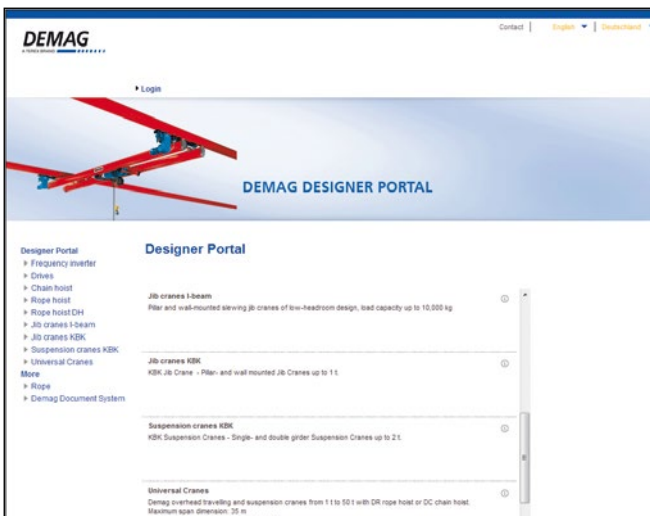 Contact
English
Deutschland
DEMAG
A TEREX BRAND
Login
DEMAG DESIGNER PORTAL
Designer Portal
Frequency inverter
Drives
Chain hoist
Rope hoist
Rope hoist DH
Jib cranes I-beam
Jib cranes KBK
Suspension cranes KBK
Universal Cranes
More
Rope
Demag Document System
Designer Portal
Jib cranes I-beam
Pillar and wall-mounted slewing jib cranes of low-headroom design, load capacity up to 10,000 kg
Jib cranes KBK
KBK Jib Crane - Pillar- and wall mounted Jib Cranes up to 1 t.
Suspension cranes KBK
KBK Suspension Cranes - Single- and double girder Suspension Cranes up to 2 t.
Universal Cranes
Demag overhead travelling and suspension cranes from 1 t to 50 t with DR rope hoist or DC chain hoist.
Maximum span dimension: 35 m